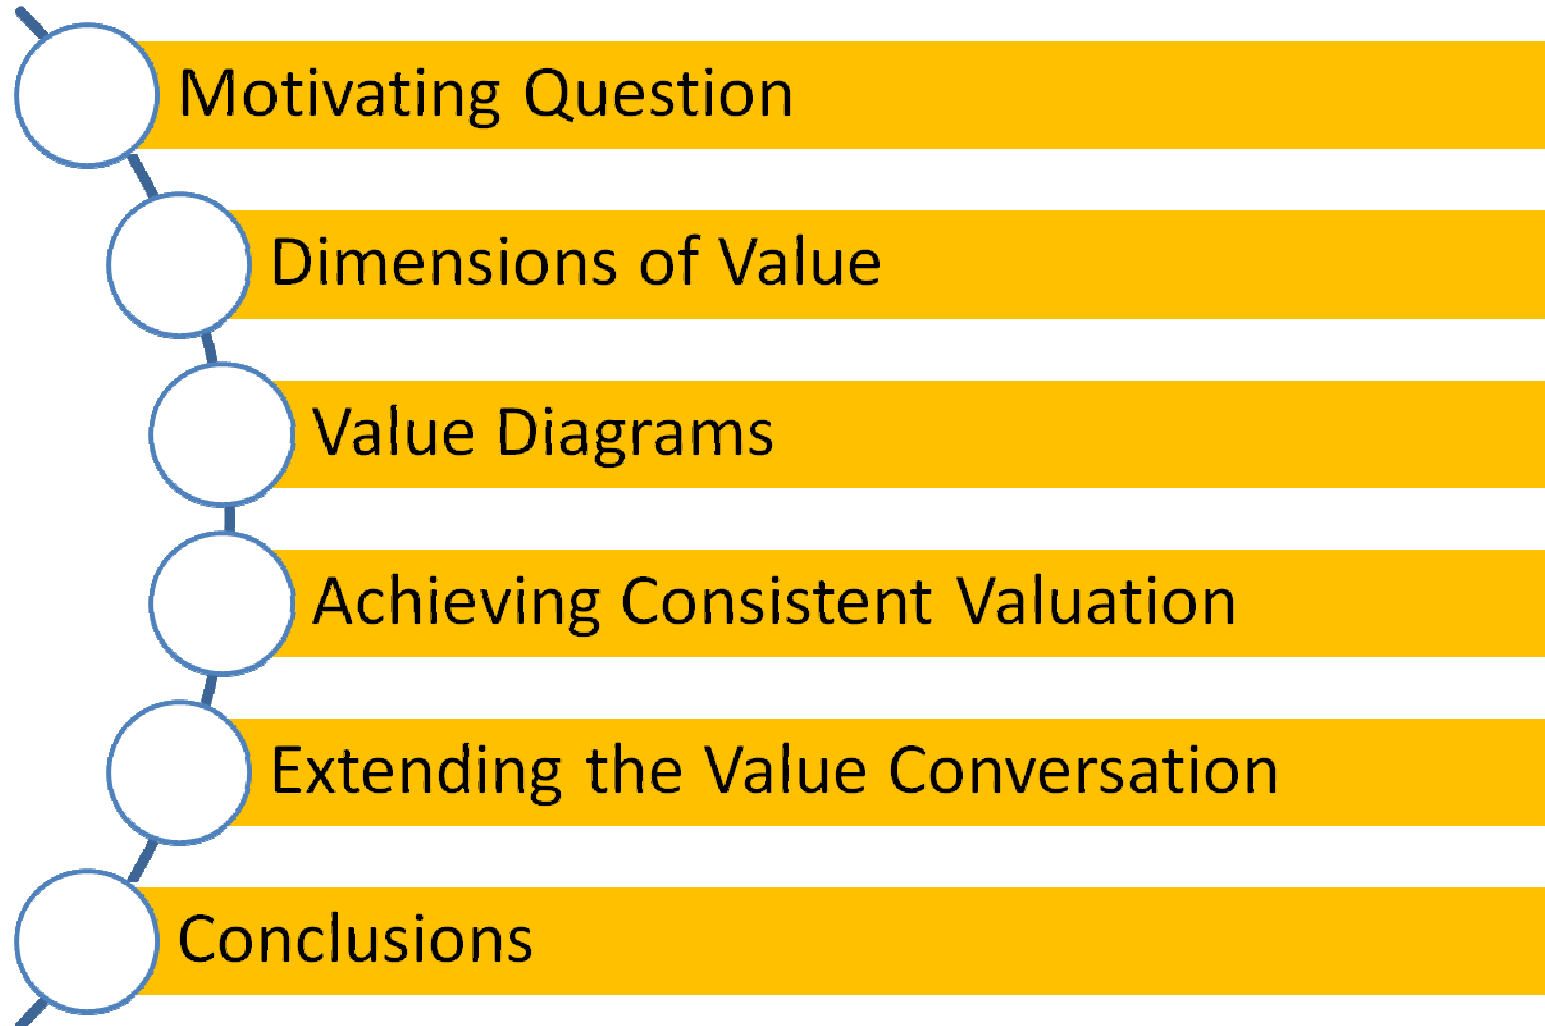 Motivating Question
Dimensions of Value
Value Diagrams
Achieving Consistent Valuation
Extending the Value Conversation
Conclusions